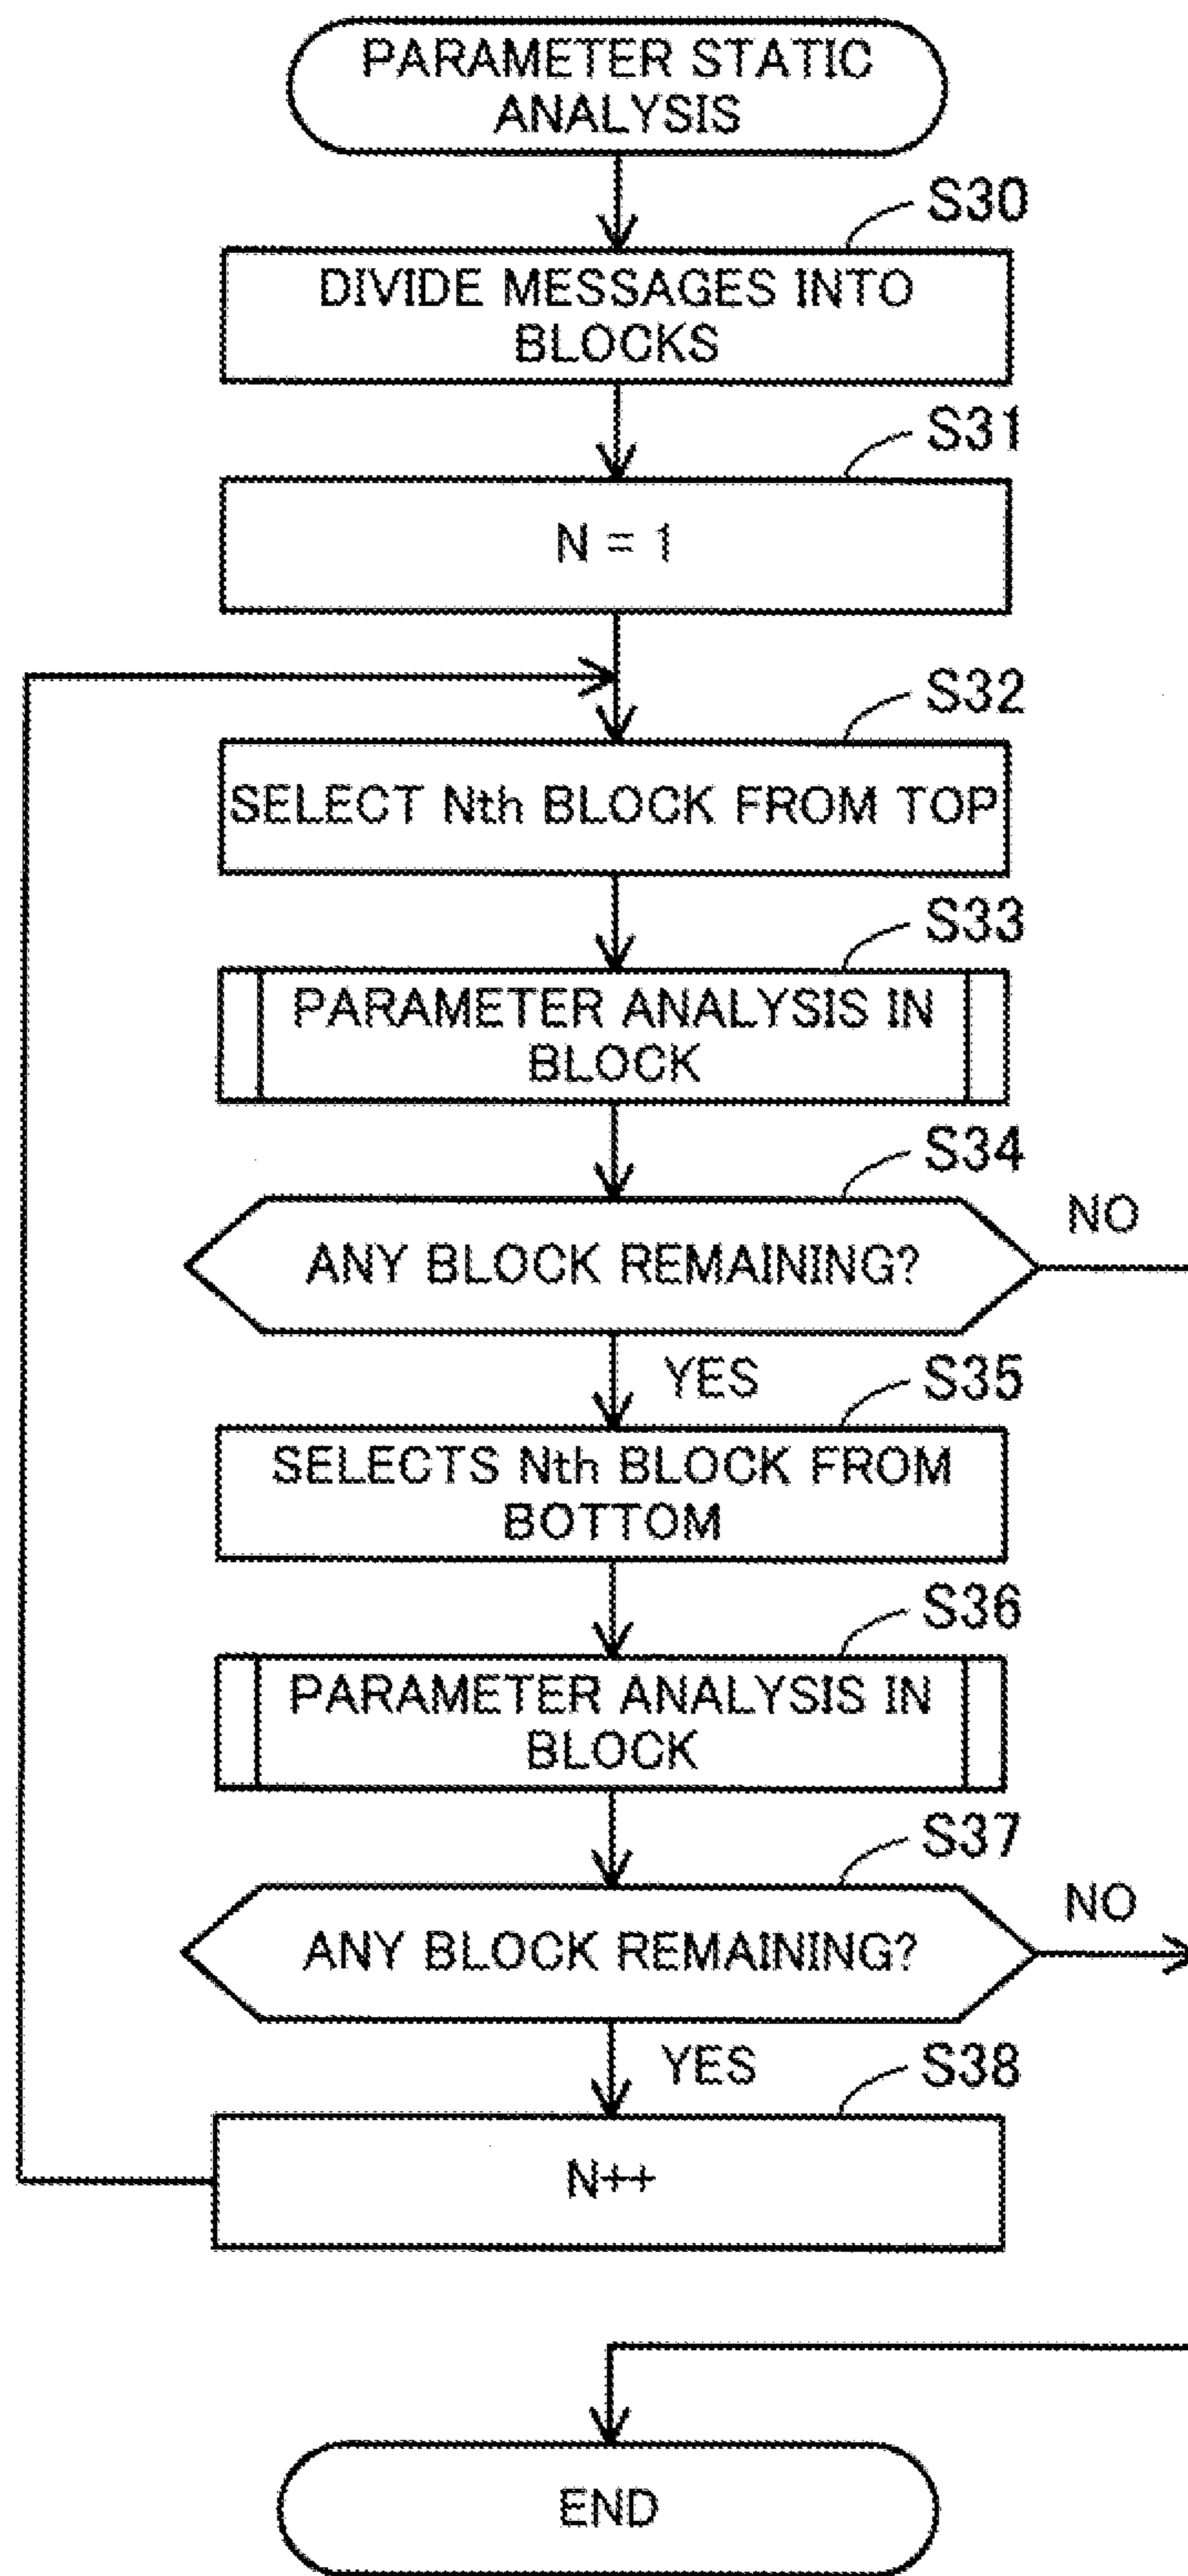 PARAMETER STATIC
ANALYSIS
S30
DIVIDE MESSAGES INTO
BLOCKS
S31
N = 1
S32
SELECT Nth BLOCK FROM TOP
S33
PARAMETER ANALYSIS IN
BLOCK
S34
NO
ANY BLOCK REMAINING?
YES
S35
SELECTS Nth BLOCK FROM
BOTTOM
S36
PARAMETER ANALYSIS IN
BLOCK
S37
NO
ANY BLOCK REMAINING?
YES
S38
N++
END